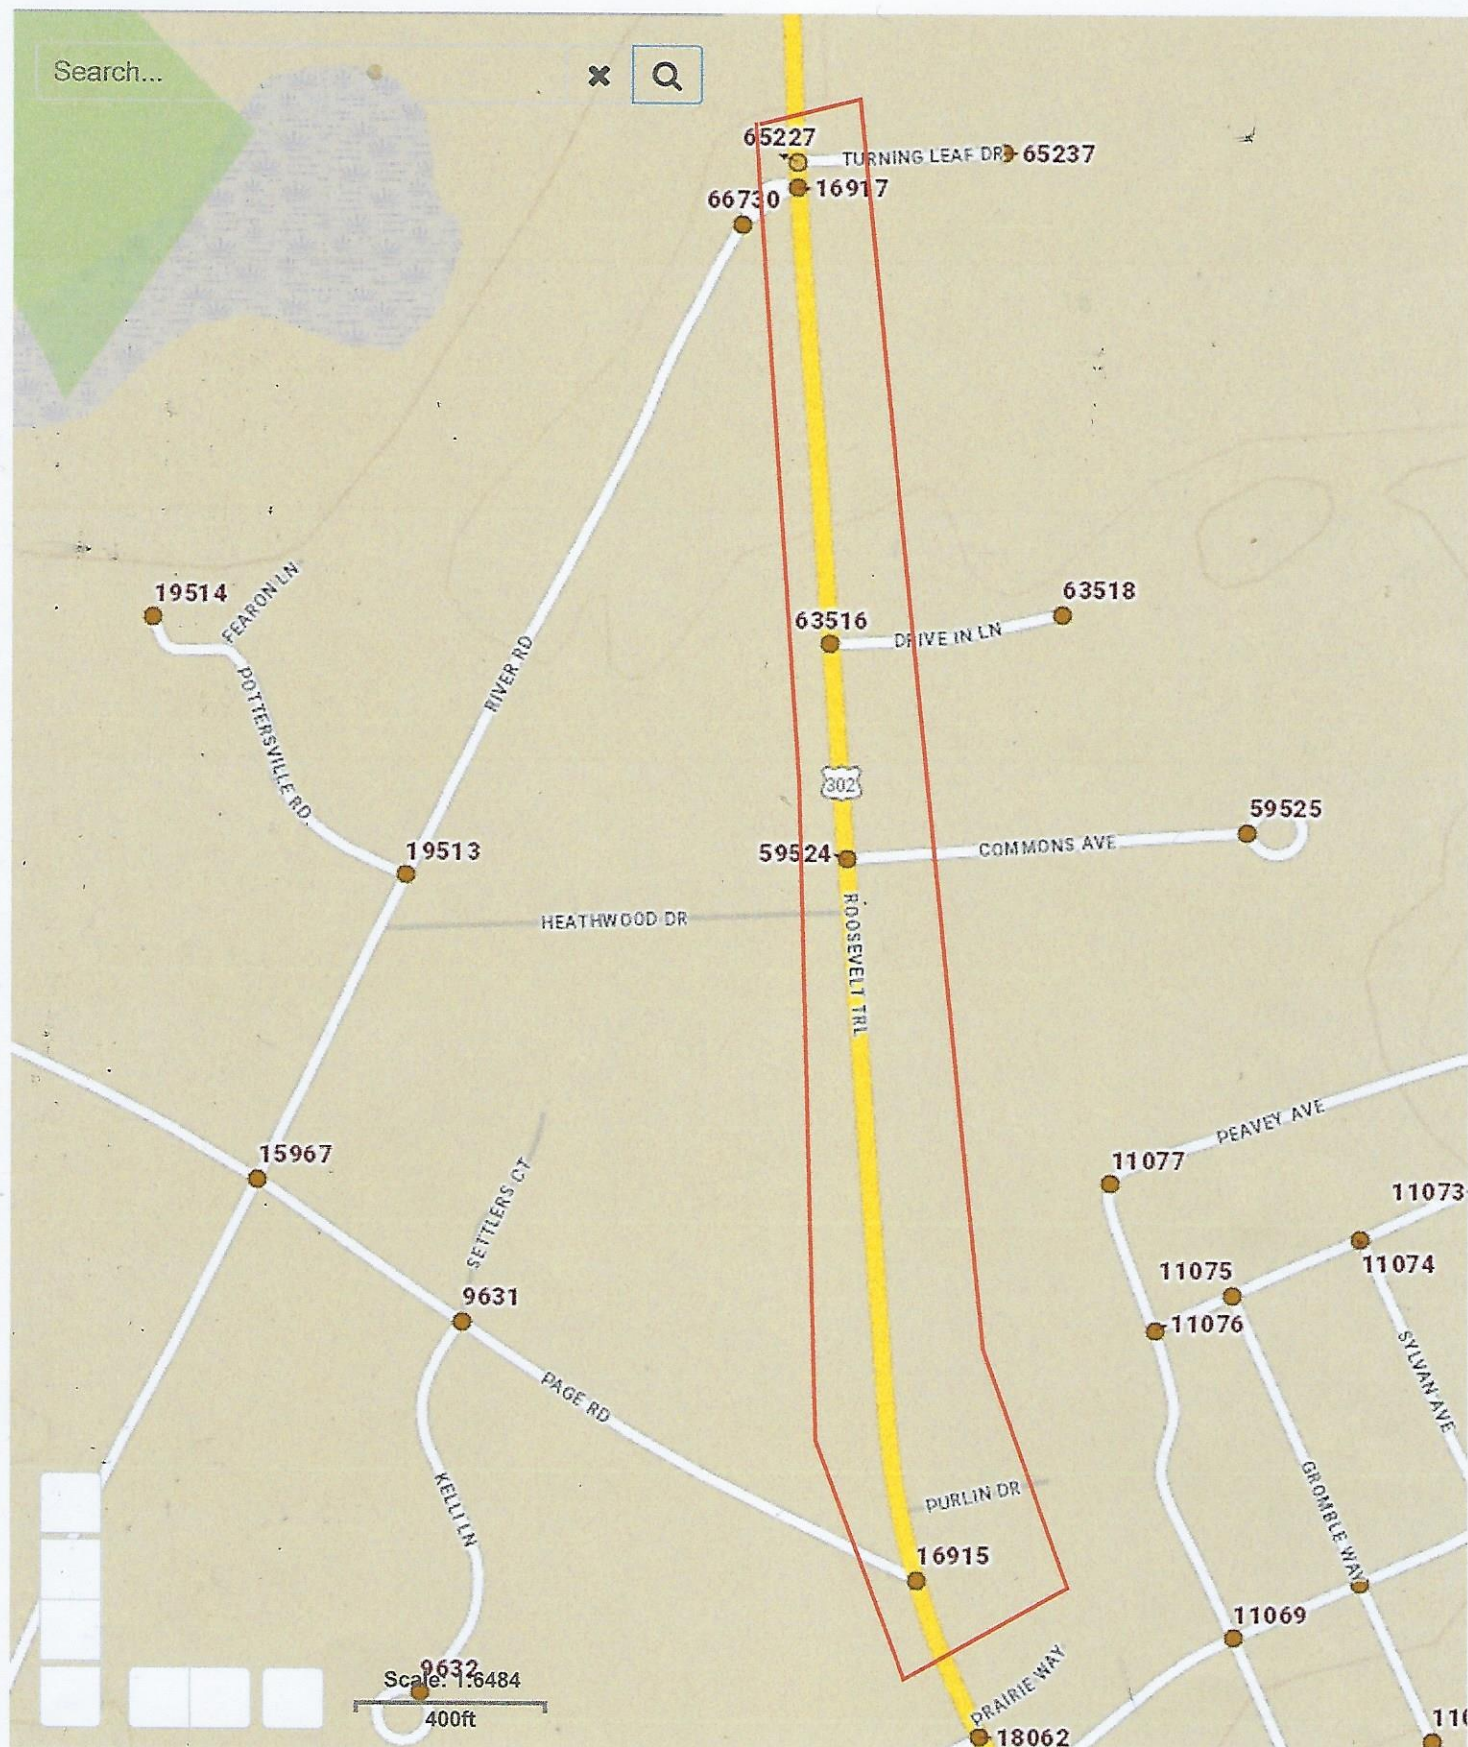 Search...
65227
TURNING LEAF DR
65237
16917
66730
19514
FEARON LN
63518
63516
DRIVE IN LN
RIVER RD
POTTERSVILLE RD
302
59525
19513
59524
COMMONS AVE
HEATHWOOD DR
ROOSEVELT TRL
PEAVEY AVE
15967
11077
SETTLERS CT
11073
11075
11074
9631
11076
SYLVAN AVE
PAGE RD
KELLI LN
PURLIN DR
GROMBLE WAY
16915
11069
9632
Scale: 1:6484
400ft
PRAIRIE WAY
18062